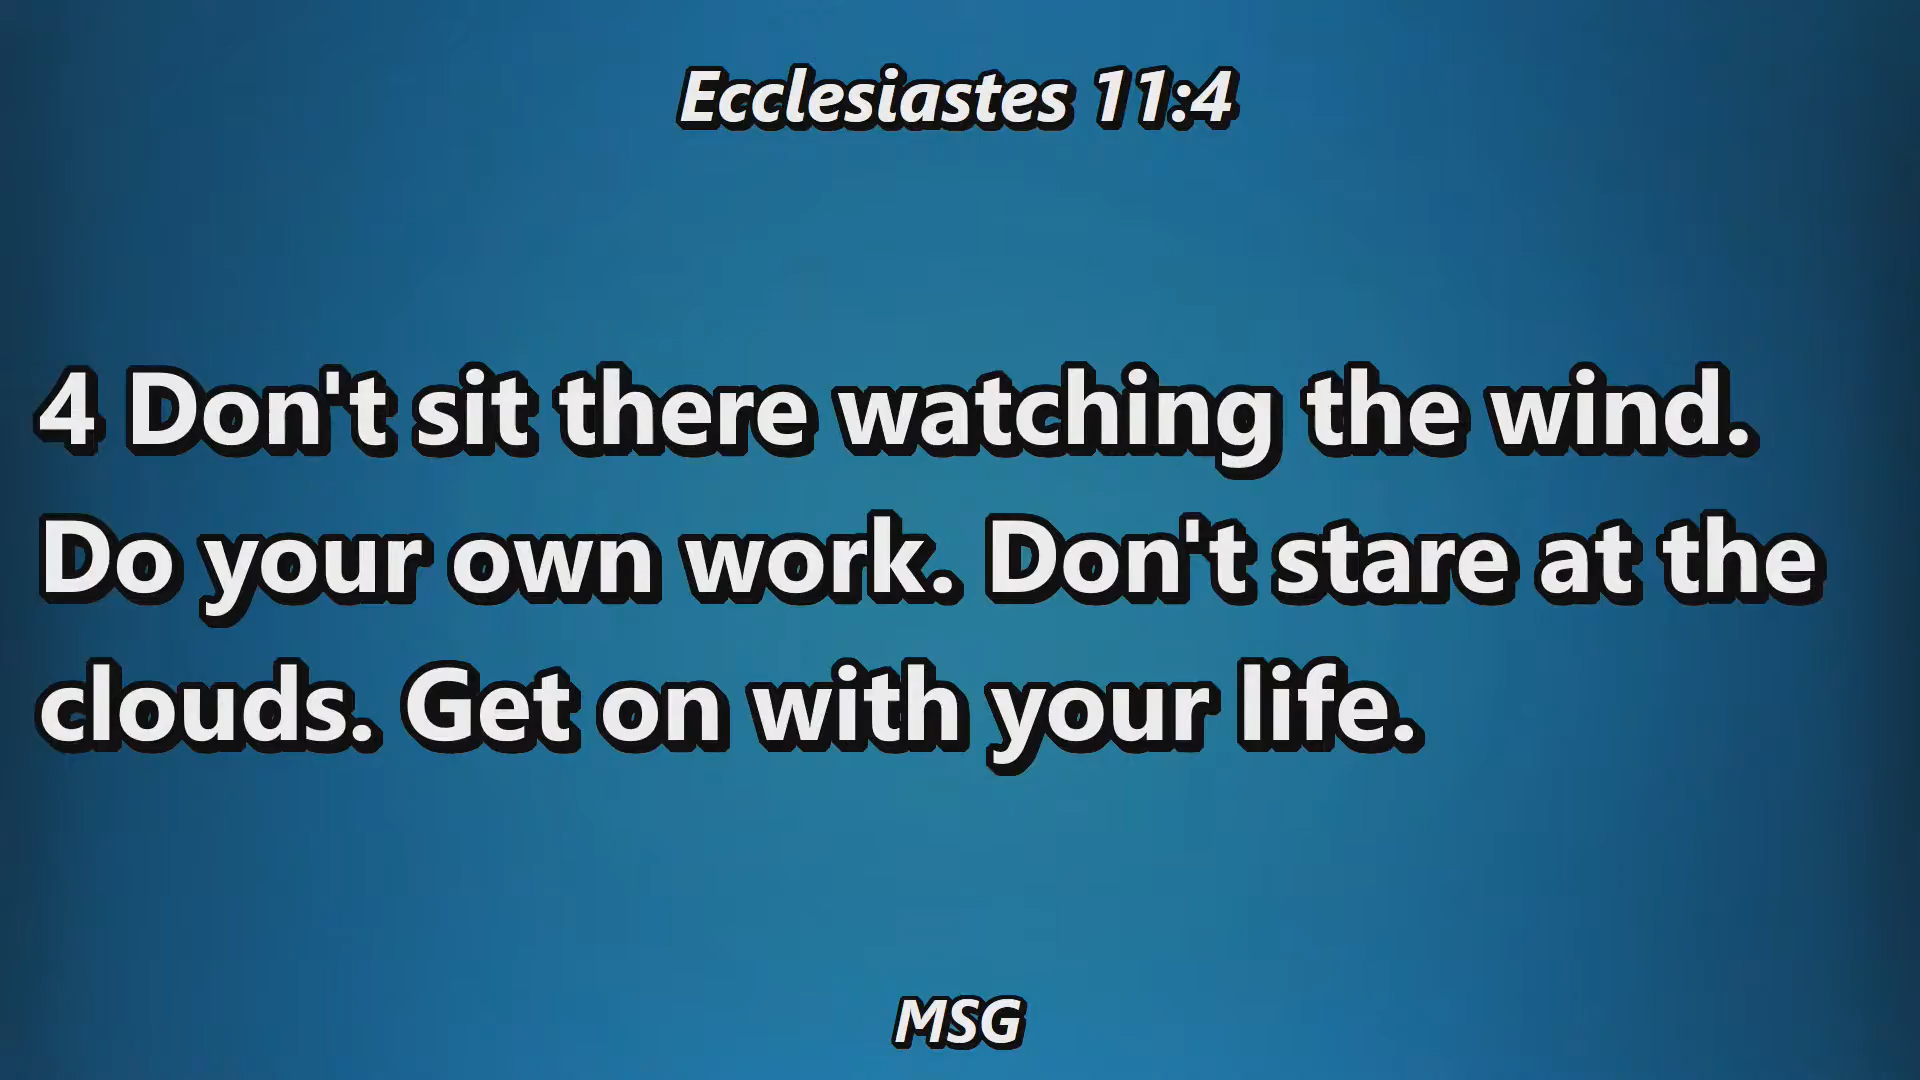 Ecclesiastes 11:4
4 Don't sit there watching the wind.
Do your own work. Don't stare at the
clouds. Get on with your life.
MSG